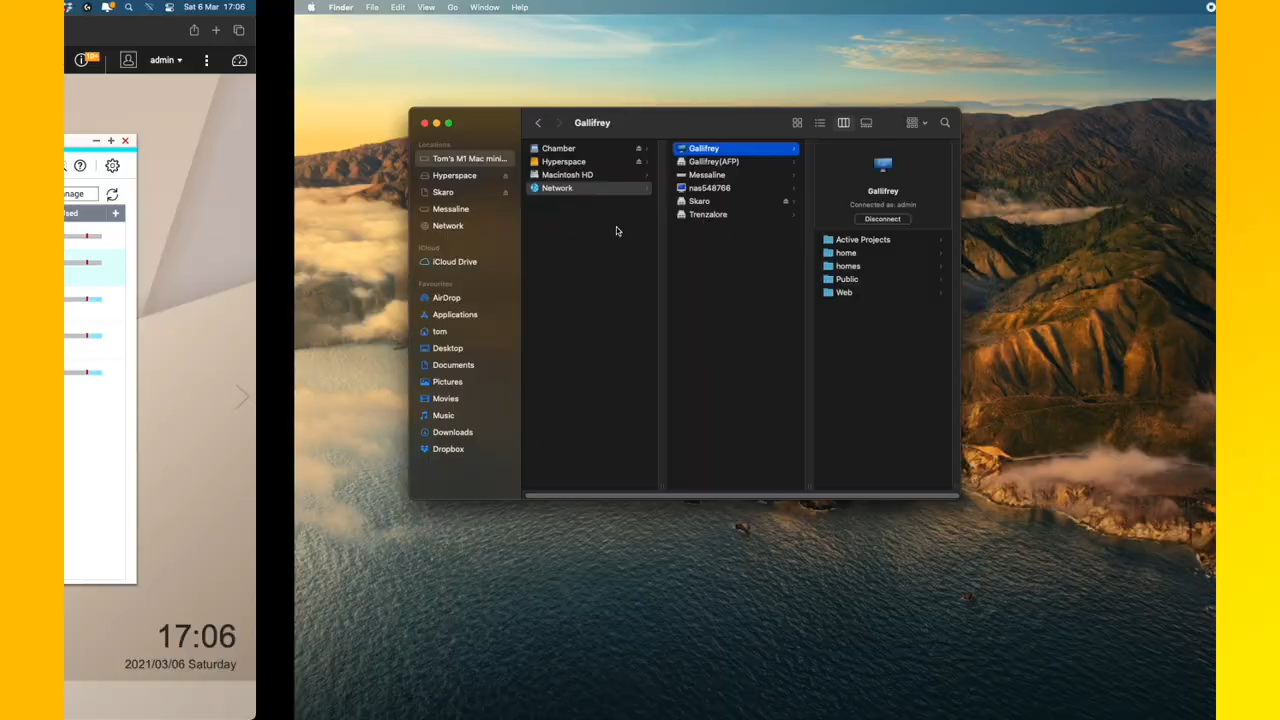 Sat 6 Mar 17:06
10+
admin
nage
sed
17:06
2021/03/06 Saturday
Finder File Edit View Go Window Help
Gallifrey
Locations
Tom's M1 Mac mini...
Hyperspace
Skaro
Messaline
Network
iCloud
iCloud Drive
Favourites
AirDrop
Applications
tom
Desktop
Documents
Pictures
Movies
Music
Downloads
Dropbox
Chamber
Hyperspace
Macintosh HD
Network
Gallifrey
Gallifrey(AFP)
Messaline
nas548766
Skaro
Trenzalore
Gallifrey
Connected as: admin
Disconnect
Active Projects
home
homes
Public
Web